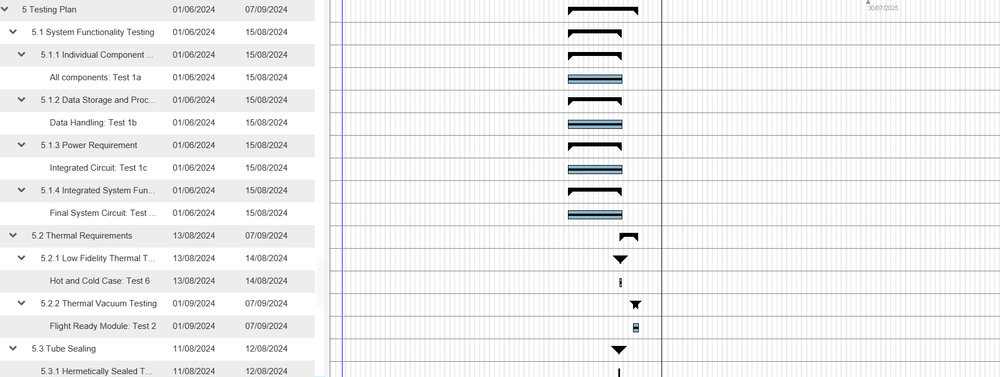 5 Testing Plan 01/06/2024 07/09/2024 30/07/2025
5.1 System Functionality Testing 01/06/2024 15/08/2024
5.1.1 Individual Component ... 01/06/2024 15/08/2024
All components: Test 1a 01/06/2024 15/08/2024
5.1.2 Data Storage and Proc... 01/06/2024 15/08/2024
Data Handling: Test 1b 01/06/2024 15/08/2024
5.1.3 Power Requirement 01/06/2024 15/08/2024
Integrated Circuit: Test 1c 01/06/2024 15/08/2024
5.1.4 Integrated System Fun... 01/06/2024 15/08/2024
Final System Circuit: Test ... 01/06/2024 15/08/2024
5.2 Thermal Requirements 13/08/2024 07/09/2024
5.2.1 Low Fidelity Thermal T... 13/08/2024 14/08/2024
Hot and Cold Case: Test 6 13/08/2024 14/08/2024
5.2.2 Thermal Vacuum Testing 01/09/2024 07/09/2024
Flight Ready Module: Test 2 01/09/2024 07/09/2024
5.3 Tube Sealing 11/08/2024 12/08/2024
5.3.1 Hermetically Sealed T... 11/08/2024 12/08/2024